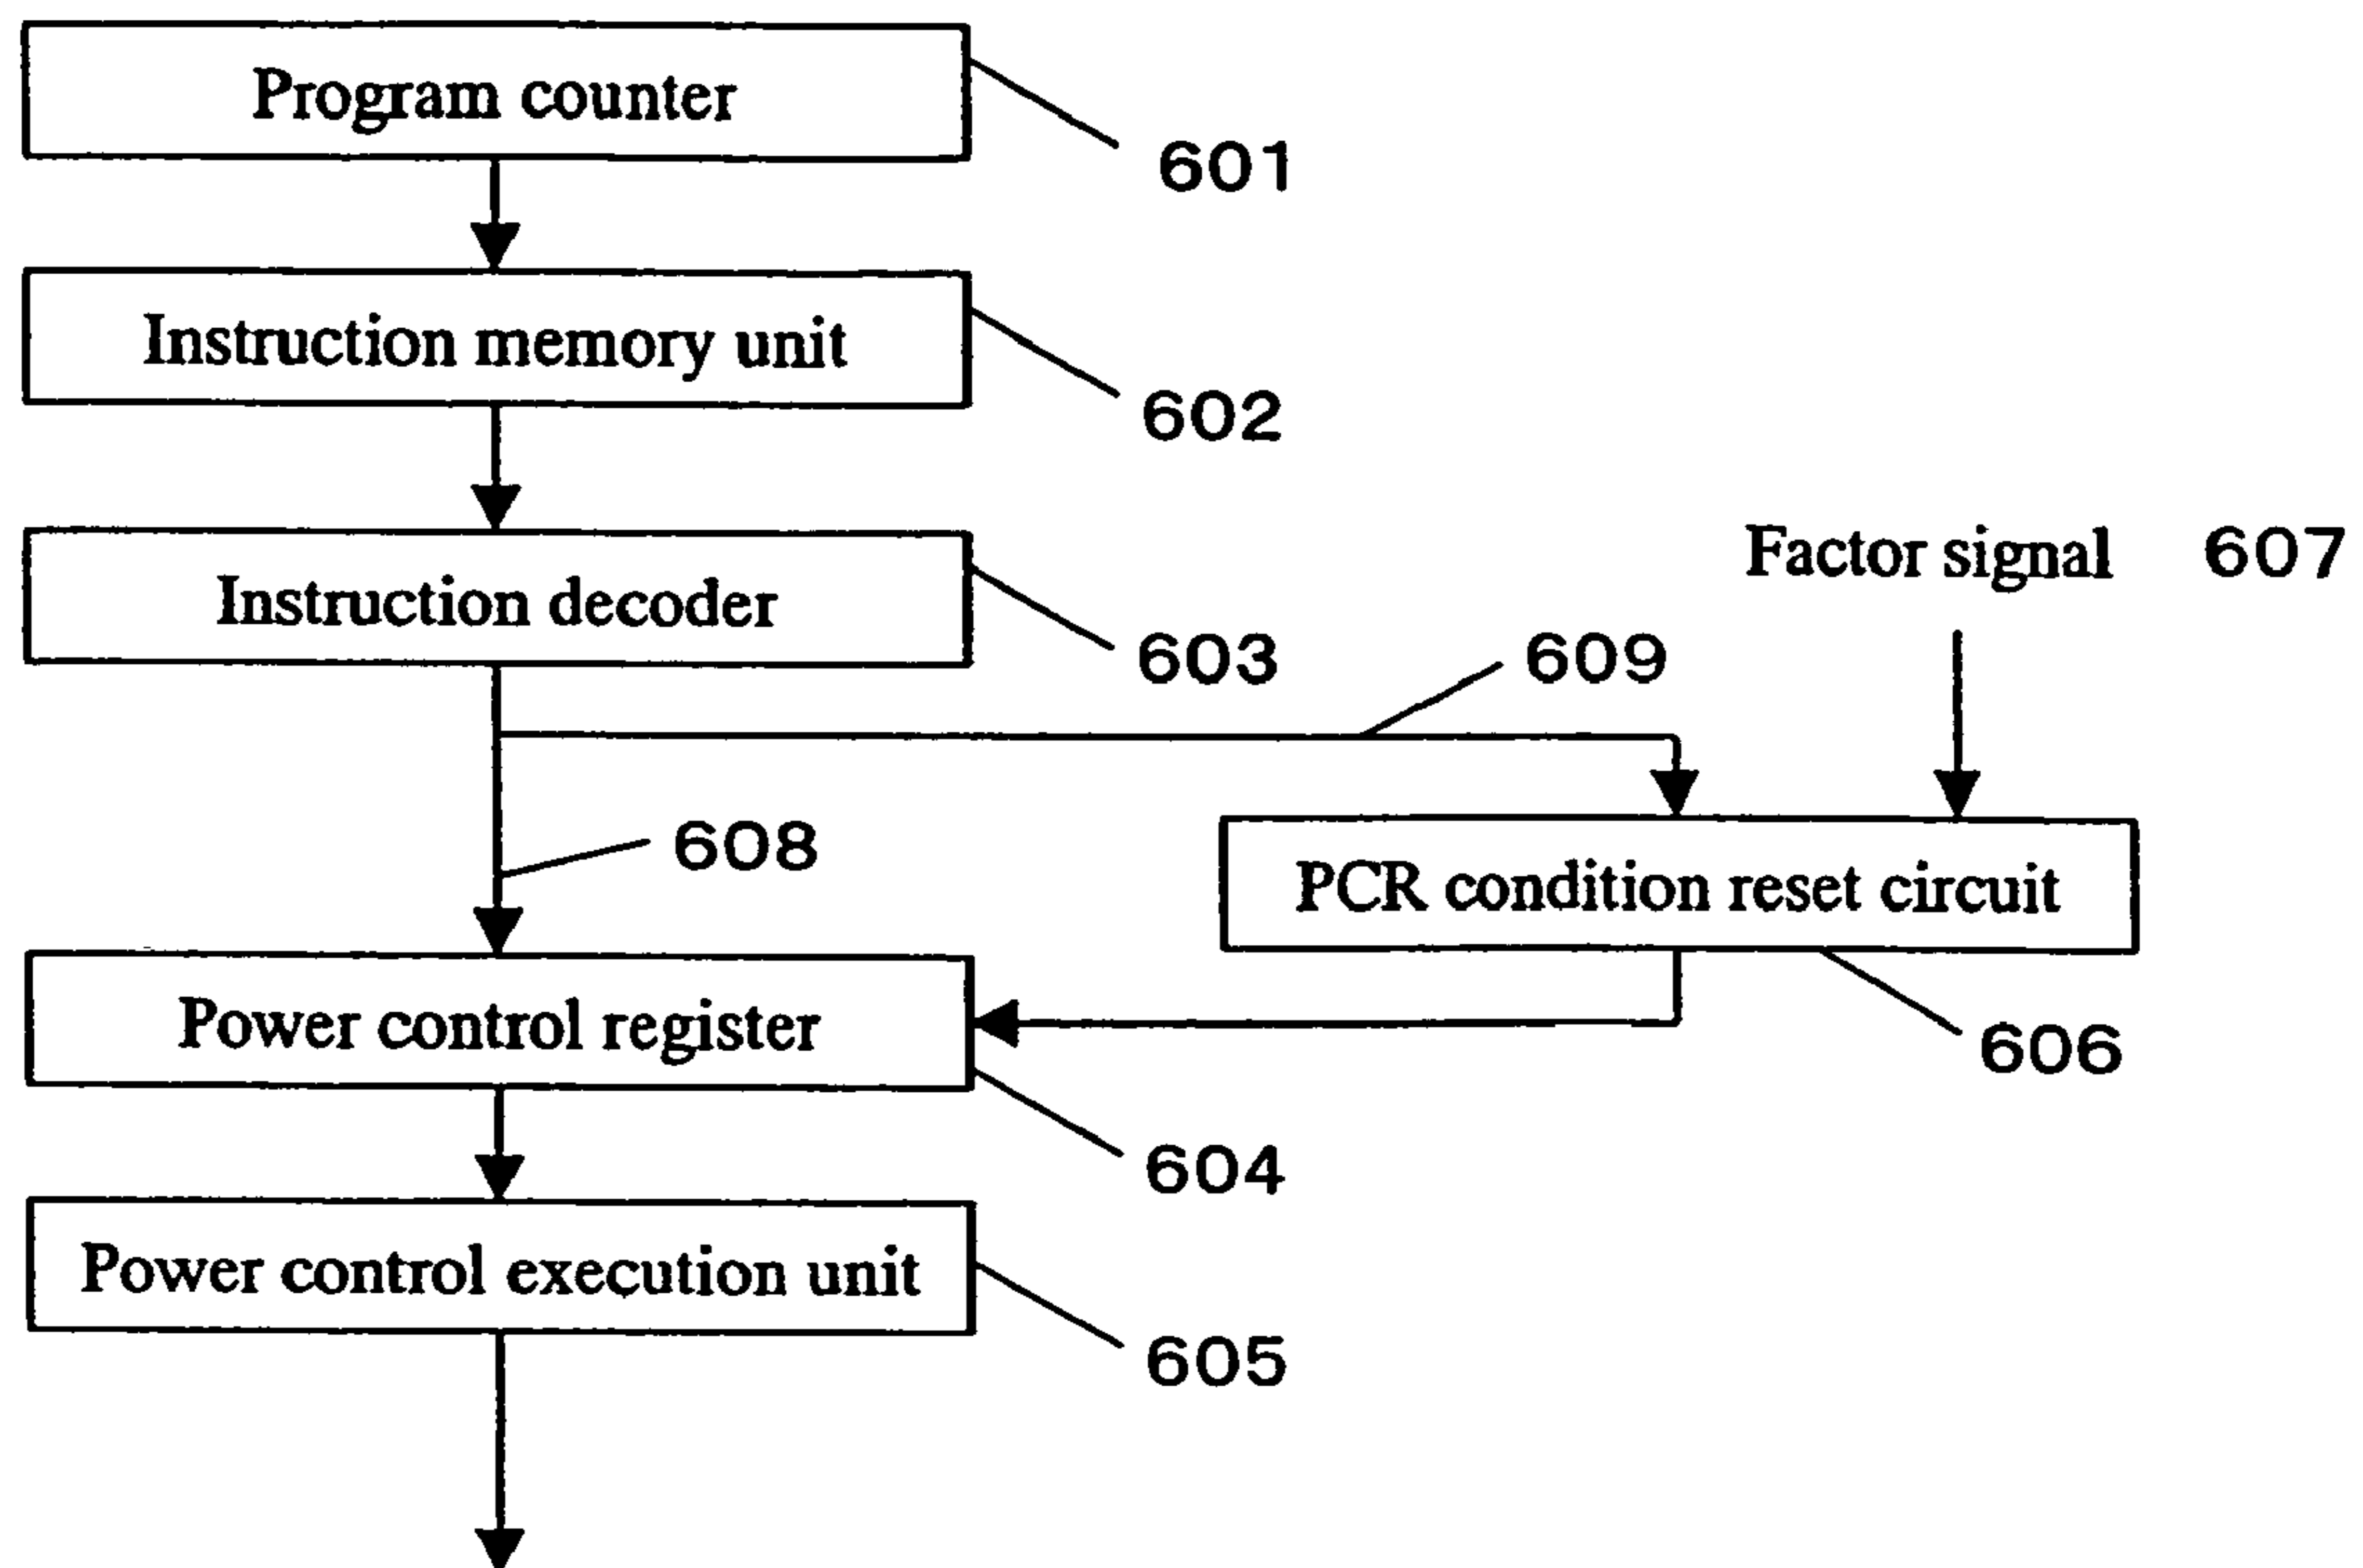 Program counter
601
Instruction memory unit
602
Instruction decoder
603
Factor signal 607
609
608
PCR condition reset circuit
606
Power control register
604
Power control execution unit
605